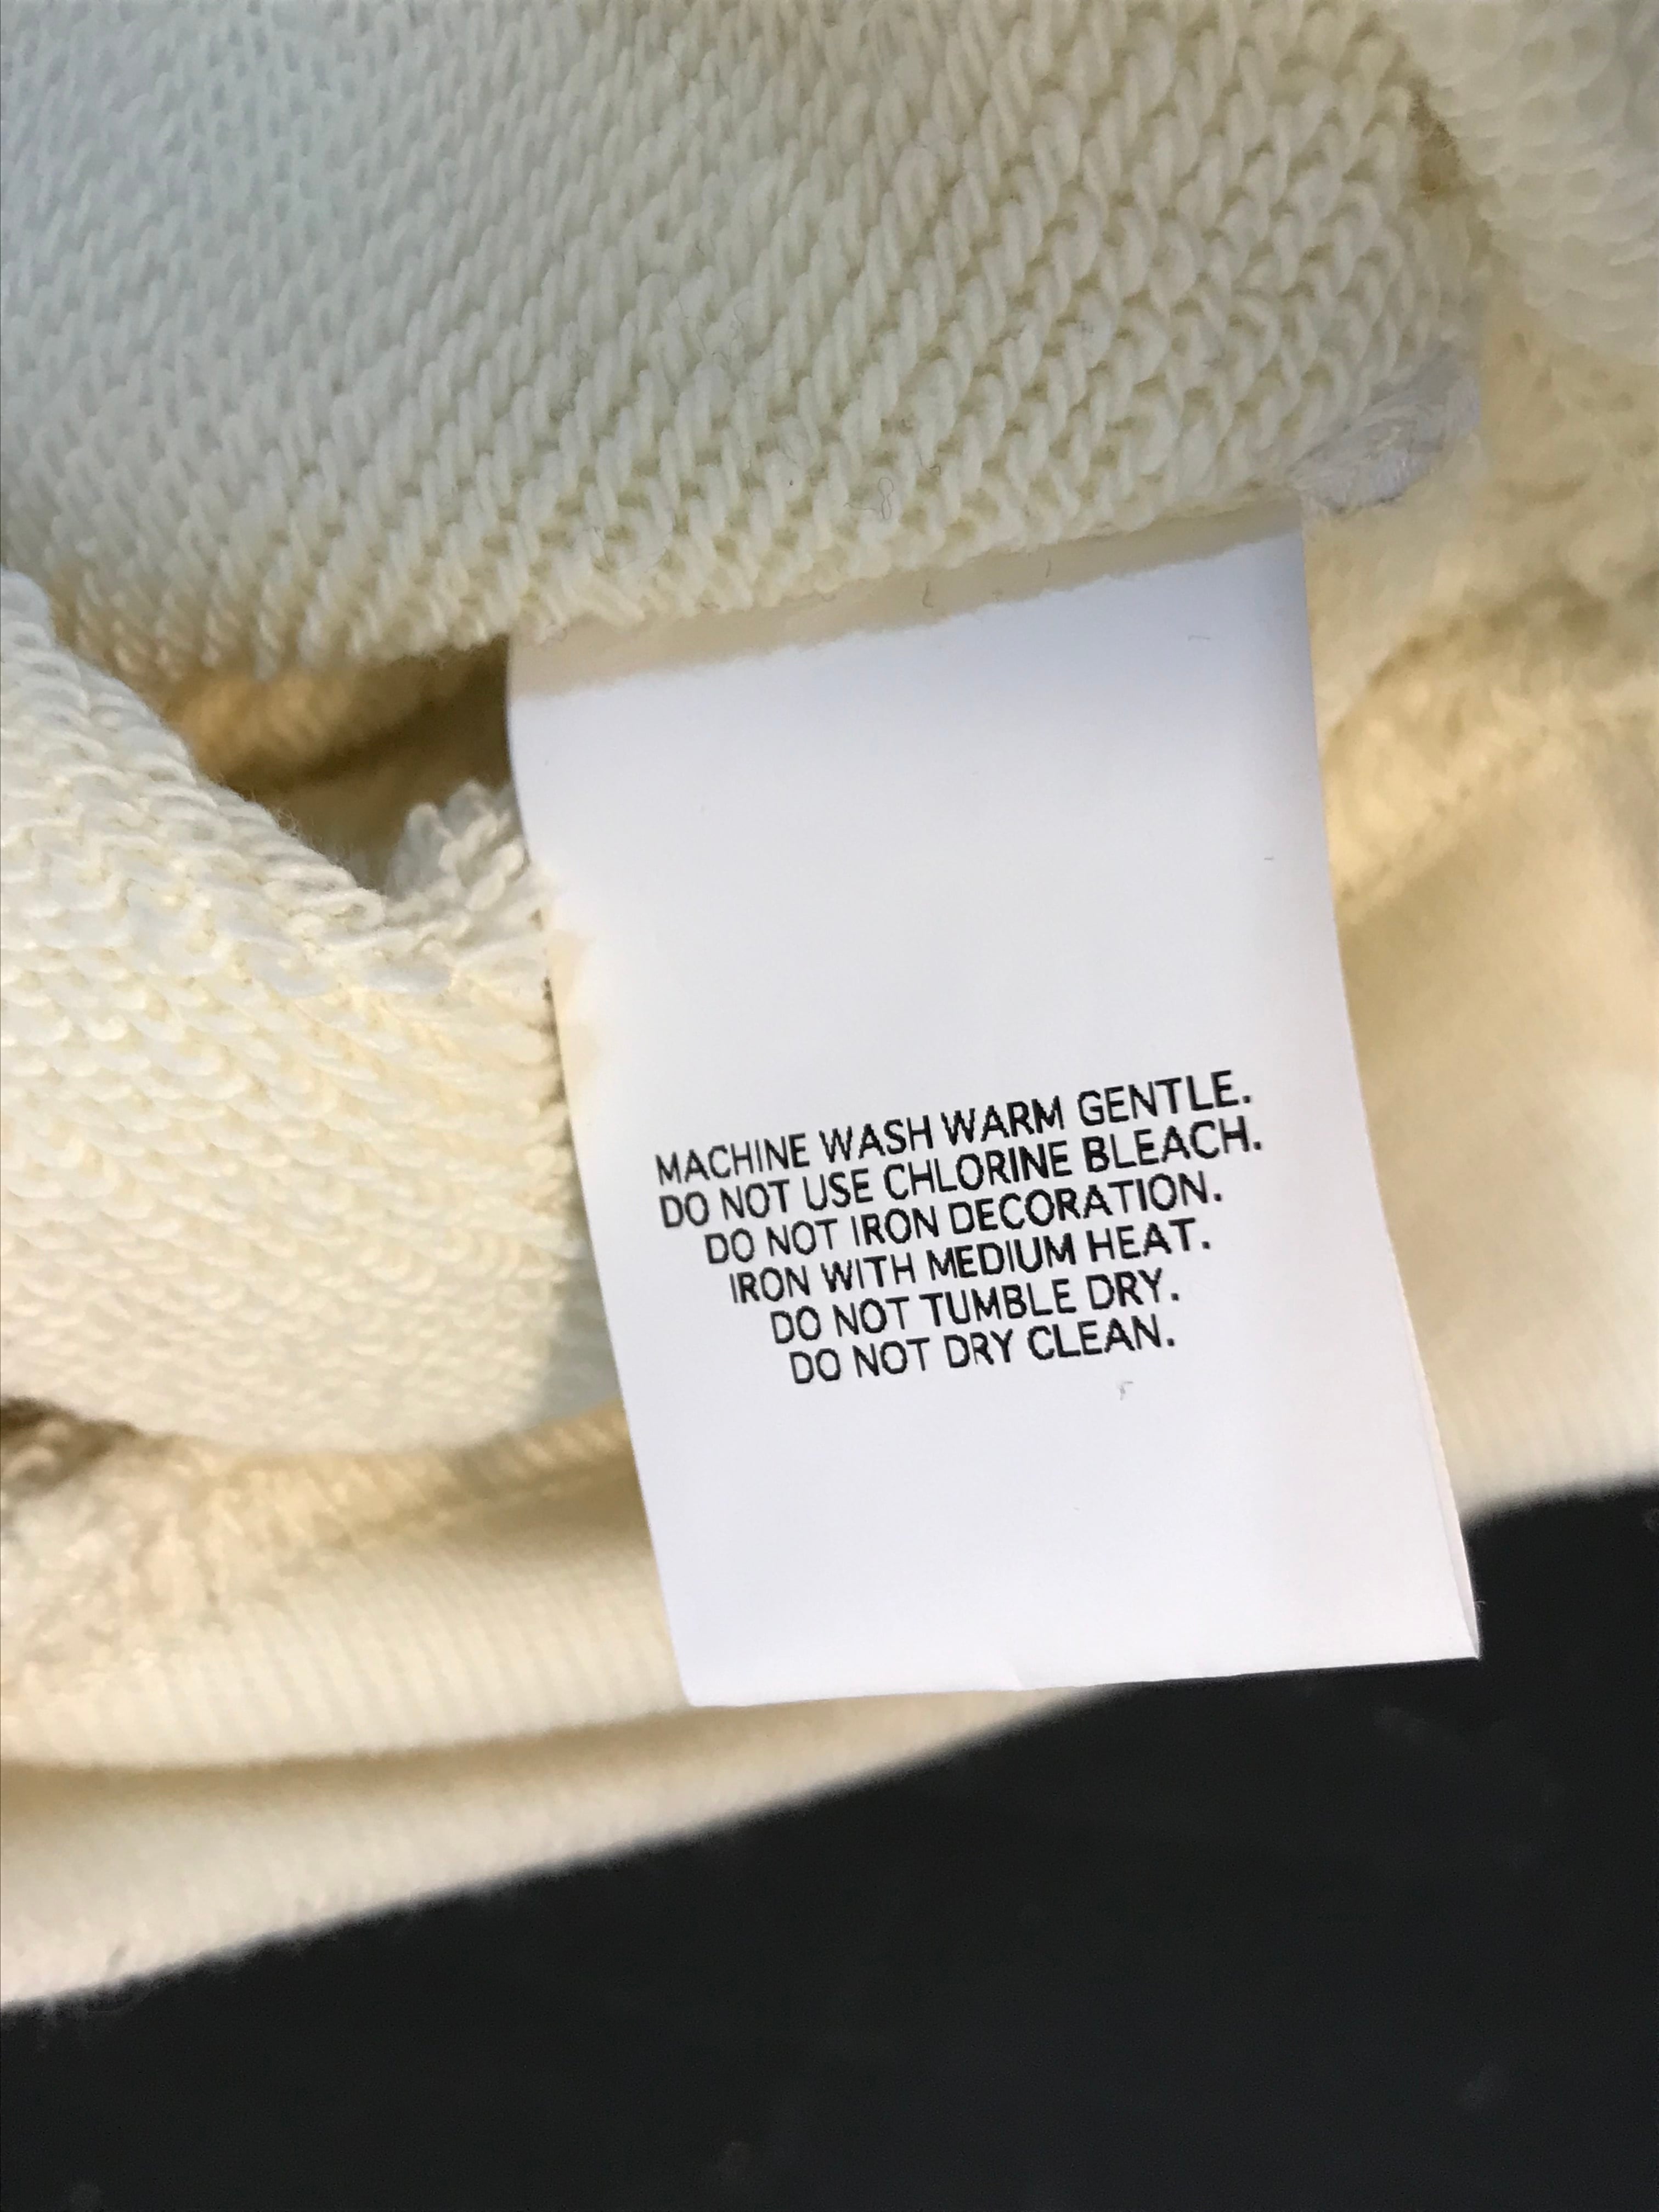 MACHINE WASH WARM GENTLE.
DO NOT USE CHLORINE BLEACH.
DO NOT IRON DECORATION.
IRON WITH MEDIUM HEAT.
DO NOT TUMBLE DRY.
DO NOT DRY CLEAN.